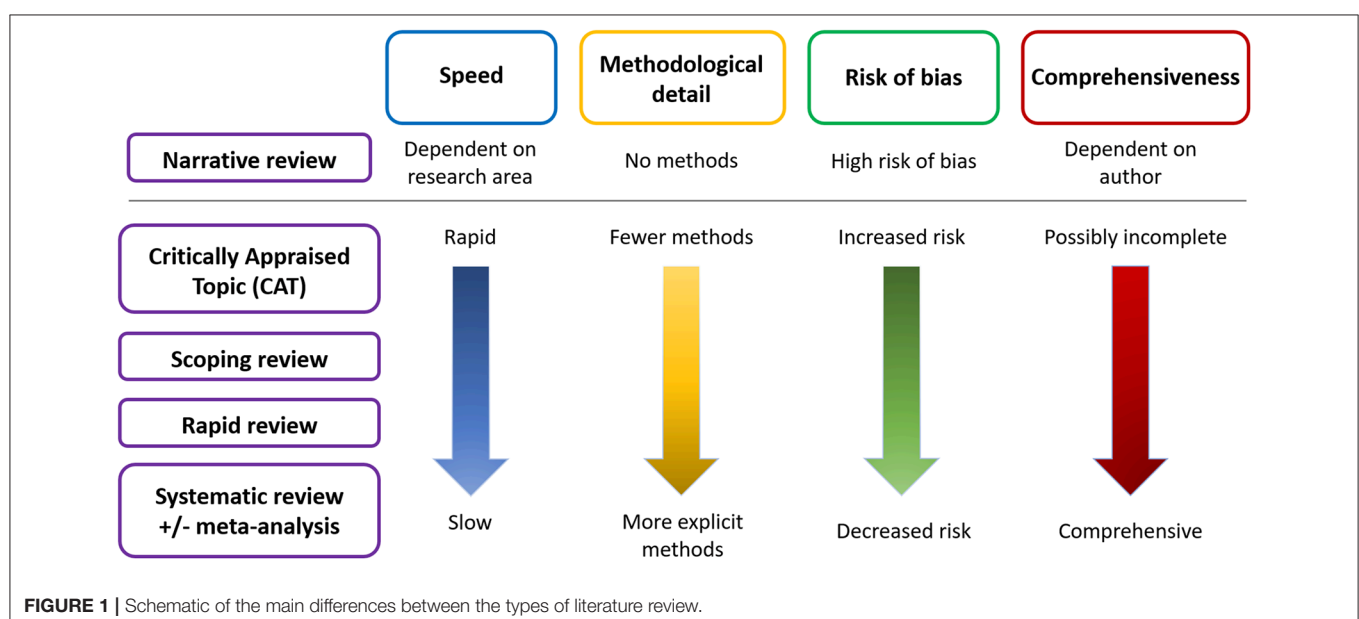 Speed
Methodological
detail
Risk of bias
Comprehensiveness
Narrative review
Dependent on
research area
No methods
High risk of bias
Dependent on
author
Critically Appraised
Topic (CAT)
Rapid
Fewer methods
Increased risk
Possibly incomplete
Scoping review
Rapid review
Systematic review
+/- meta-analysis
Slow
More explicit
methods
Decreased risk
Comprehensive
FIGURE 1 | Schematic of the main differences between the types of literature review.